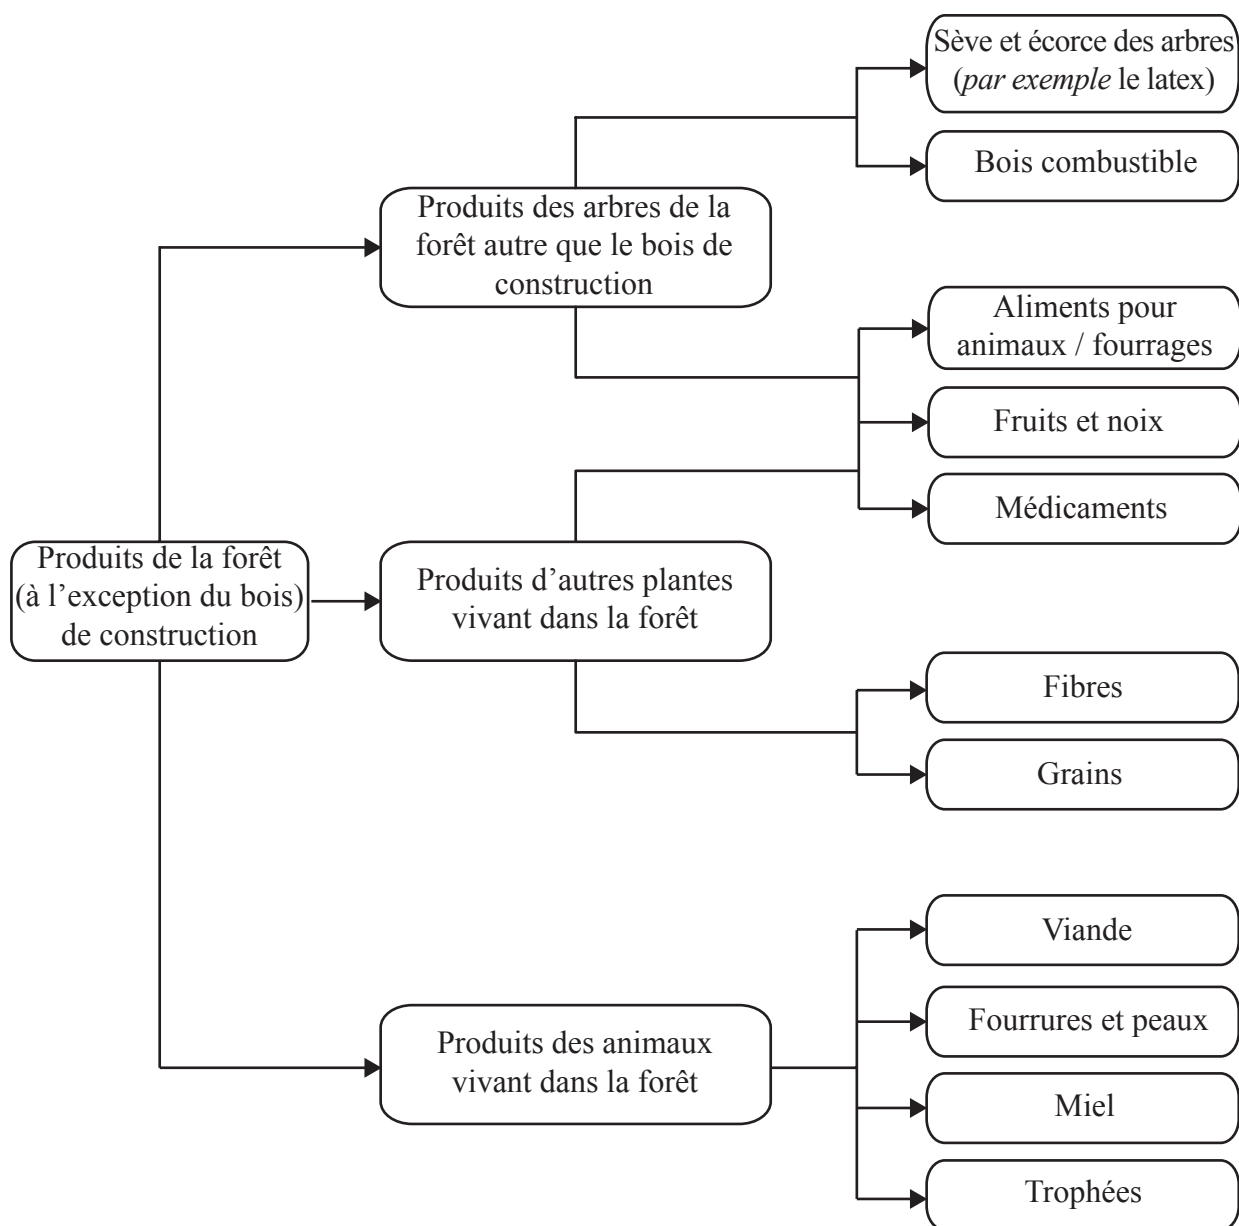 Sève et écorce des arbres
(par exemple le latex)
Bois combustible
Produits des arbres de la
forêt autre que le bois de
construction
Aliments pour
animaux / fourrages
Fruits et noix
Médicaments
Produits de la forêt
(à l’exception du bois)
de construction
Produits d’autres plantes
vivant dans la forêt
Fibres
Grains
Viande
Fourrures et peaux
Produits des animaux
vivant dans la forêt
Miel
Trophées